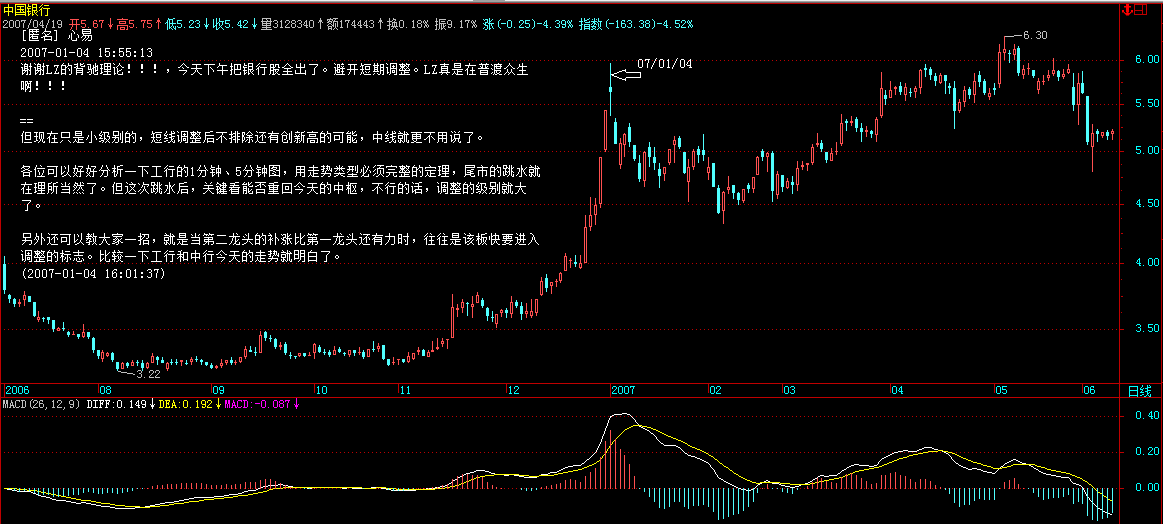 中国银行
2007/04/19 开5.67↓高5.75↑低5.23↓收5.42↓量3128340↑额174443↑换0.18% 振9.17% 涨(-0.25)-4.39% 指数(-163.38)-4.52%
[匿名] 心易
2007-01-04 15:55:13
谢谢LZ的背驰理论！！！，今天下午把银行股全出了。避开短期调整。LZ真是在普渡众生
啊！！！
==
但现在只是小级别的，短线调整后不排除还有创新高的可能，中线就更不用说了。
各位可以好好分析一下工行的1分钟、5分钟图，用走势类型必须完整的定理，尾市的跳水就
在理所当然了。但这次跳水后，关键看能否重回今天的中枢，不行的话，调整的级别就大
了。
另外还可以教大家一招，就是当第二龙头的补涨比第一龙头还有力时，往往是该板快要进入
调整的标志。比较一下工行和中行今天的走势就明白了。
(2007-01-04 16:01:37)
07/01/04
6.30
3.22
6.00
5.50
5.00
4.50
4.00
3.50
2006 08 09 10 11 12 2007 02 03 04 05 06 日线
MACD(26,12,9) DIFF:0.149↓DEA:0.192↓MACD:-0.087↓
0.40
0.20
0.00